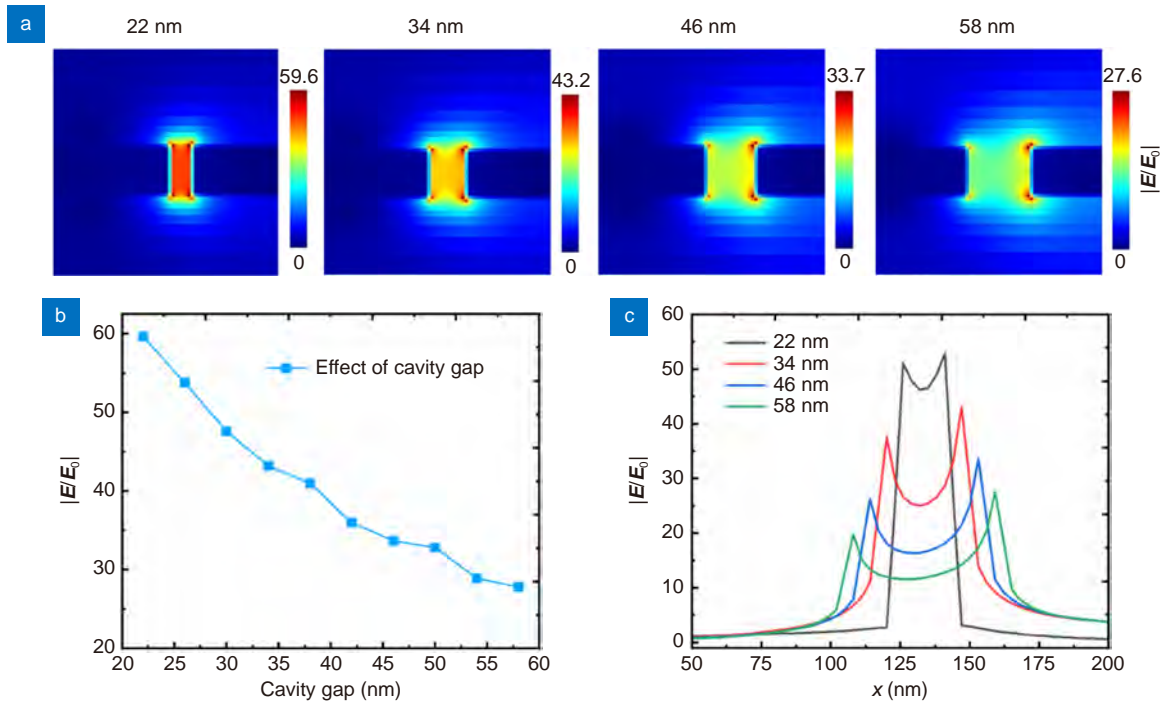 a
22 nm
34 nm
46 nm
58 nm
59.6
0
43.2
0
33.7
0
27.6
0
|E/E₀|
b
60
50
40
30
20
|E/E₀|
Effect of cavity gap
20 25 30 35 40 45 50 55 60
Cavity gap (nm)
c
60
50
40
30
20
10
0
|E/E₀|
22 nm
34 nm
46 nm
58 nm
50 75 100 125 150 175 200
x (nm)